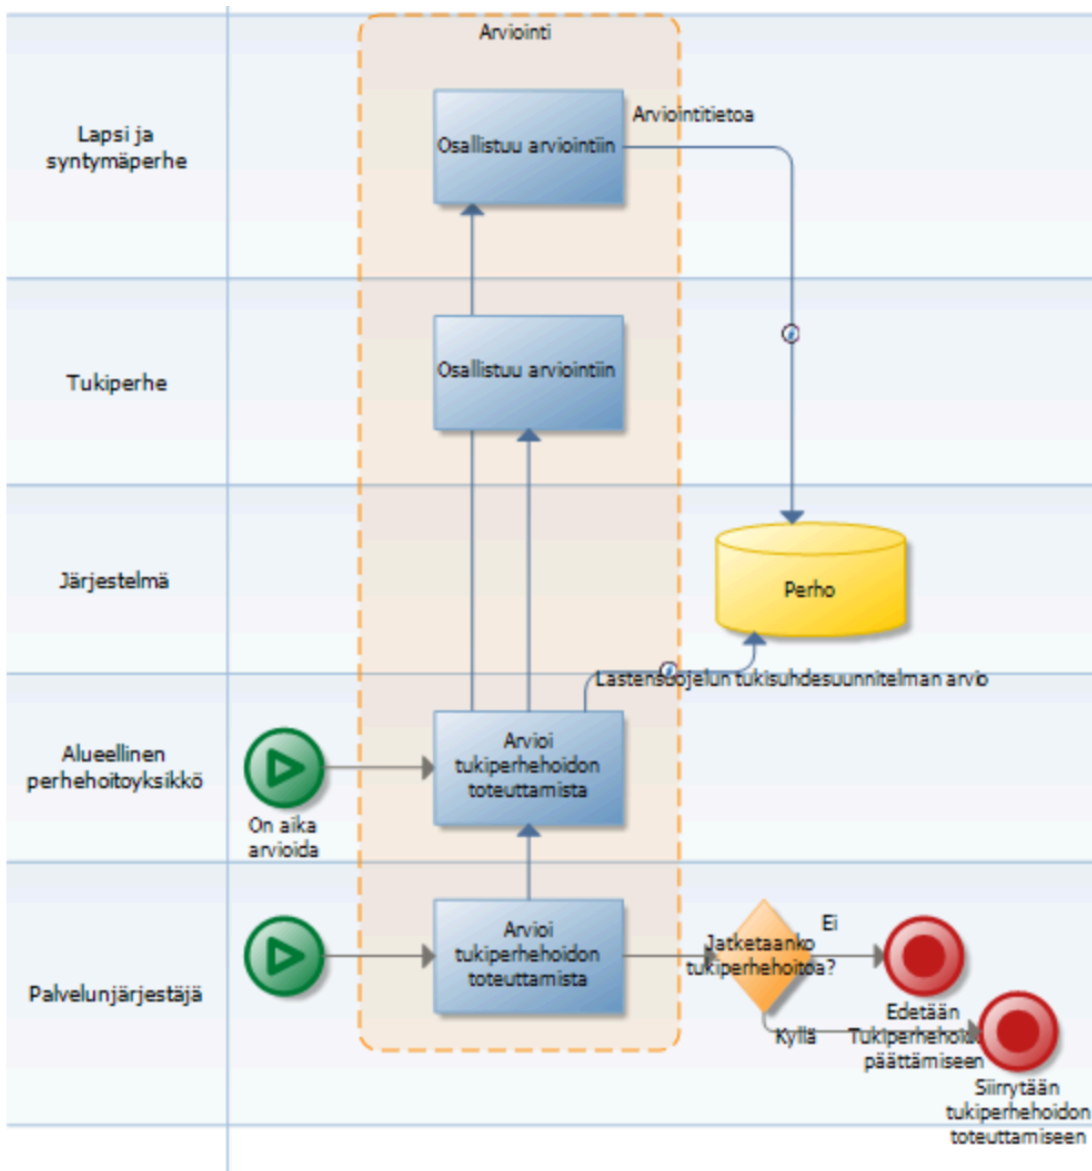 Arviointi
Lapsi ja
syntymäperhe
Osallistuu arviointiin
Arviointitietoa
Tukiperhe
Osallistuu arviointiin
Järjestelmä
Perho
Lastensuojelun tukisuhdesuunnitelman arvio
Alueellinen
perhehoitoyksikkö
On aika
arvioida
Arvioi
tukiperhehoidon
toteuttamista
Palvelunjärjestäjä
Arvioi
tukiperhehoidon
toteuttamista
Jatketaanko
tukiperhehoitoa?
Ei
Kyllä
Edetään
päättämiseen
Siirrytään
tukiperhehoidon
toteuttamiseen